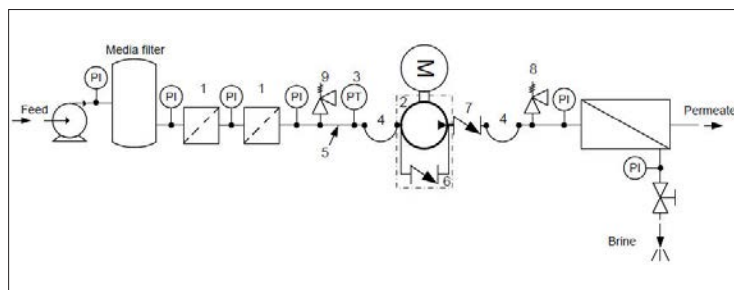 Media filter
PI
PI
1
PI
1
PI
9
3
PT
M
8
2
7
PI
Feed
Permeate
4
4
5
6
PI
Brine